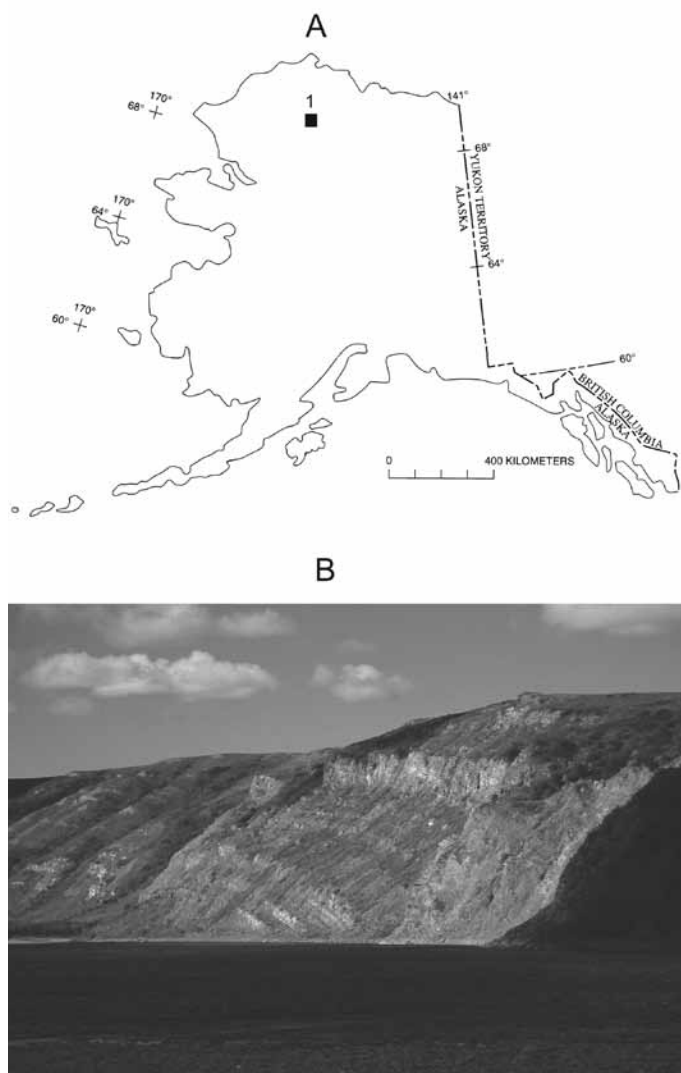 A
170°
68°
1
141°
68°
YUKON TERRITORY
ALASKA
170°
64°
64°
170°
60°
60°
BRITISH COLUMBIA
ALASKA
0 400 KILOMETERS
B